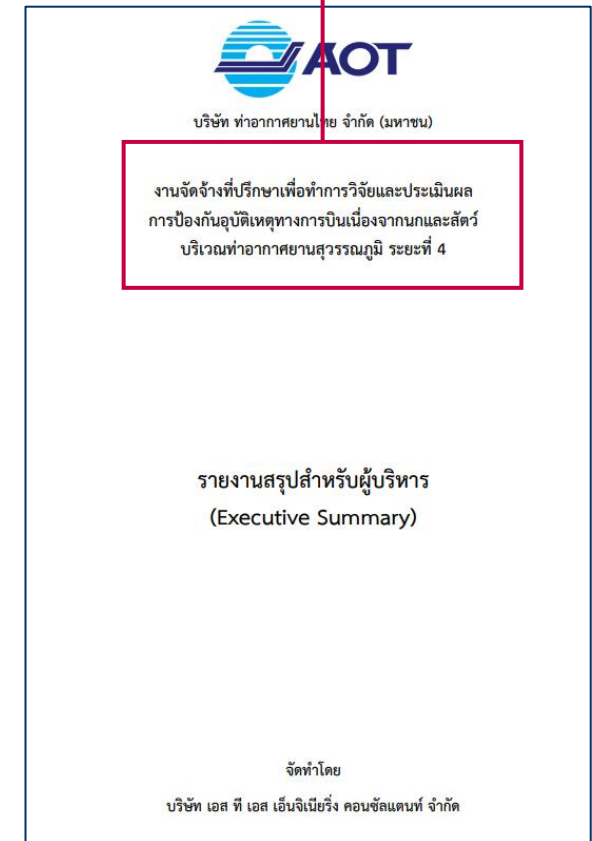 AOT
บริษัท ท่าอากาศยานไทย จำกัด (มหาชน)
งานจัดจ้างที่ปรึกษาเพื่อทำการวิจัยและประเมินผล
การป้องกันอุบัติเหตุทางการบินเนื่องจากนกและสัตว์
บริเวณท่าอากาศยานสุวรรณภูมิ ระยะที่ 4
รายงานสรุปสำหรับผู้บริหาร
(Executive Summary)
จัดทำโดย
บริษัท เอส ที เอส เอ็นจิเนียริ่ง คอนซัลแตนท์ จำกัด